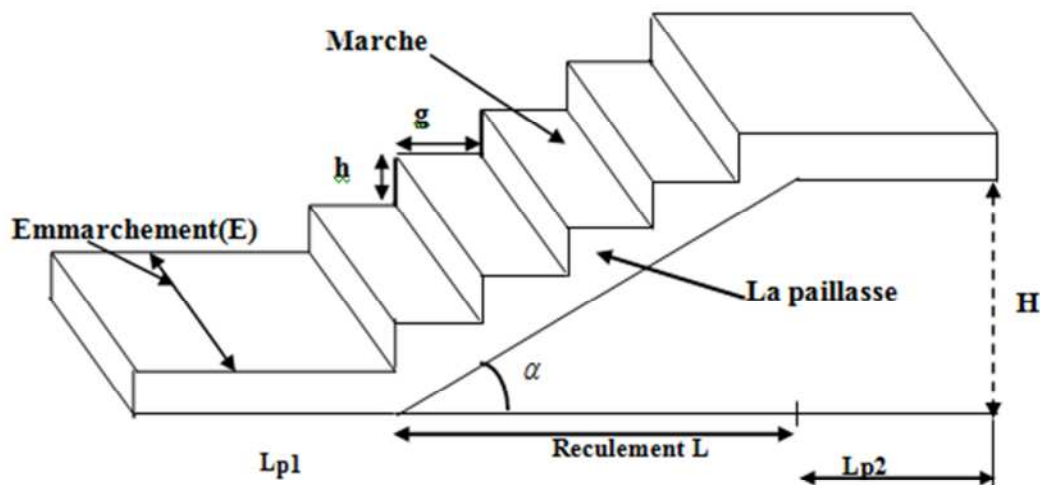 Marche
g
h
Emmarchement(E)
La paillasse
H
α
Reculement L
Lp1
Lp2